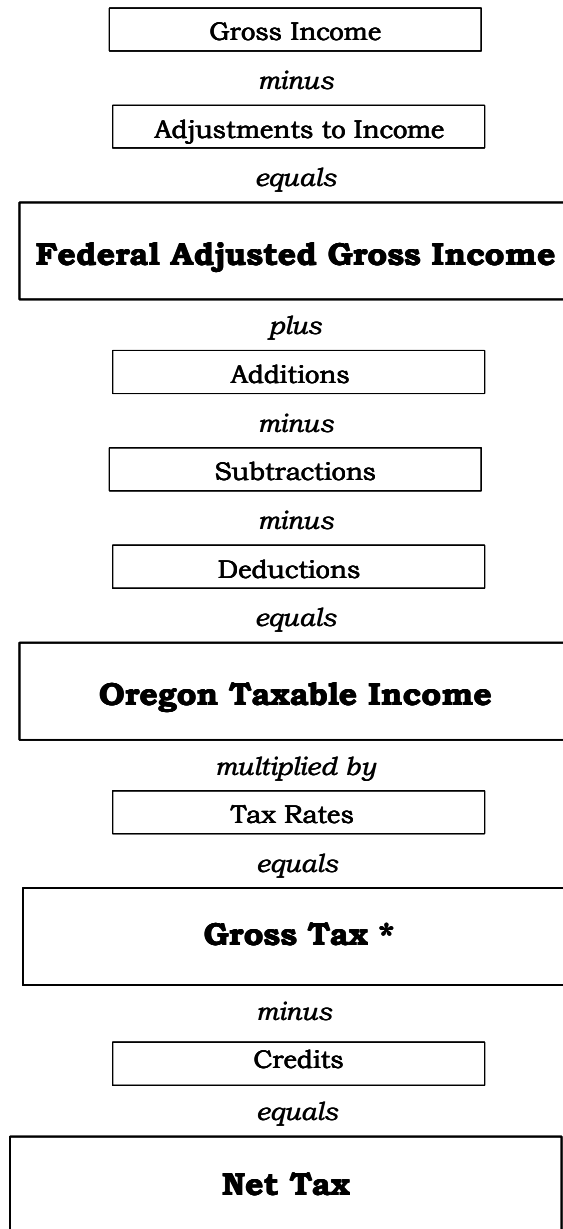 Gross Income
minus
Adjustments to Income
equals
Federal Adjusted Gross Income
plus
Additions
minus
Subtractions
minus
Deductions
equals
Oregon Taxable Income
multiplied by
Tax Rates
equals
Gross Tax *
minus
Credits
equals
Net Tax